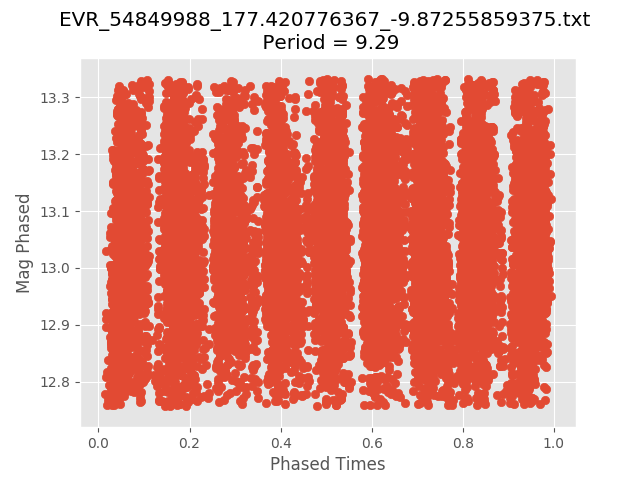 EVR_54849988_177.420776367_-9.87255859375.txt
Period = 9.29
Mag Phased
13.3
13.2
13.1
13.0
12.9
12.8
0.0 0.2 0.4 0.6 0.8 1.0
Phased Times